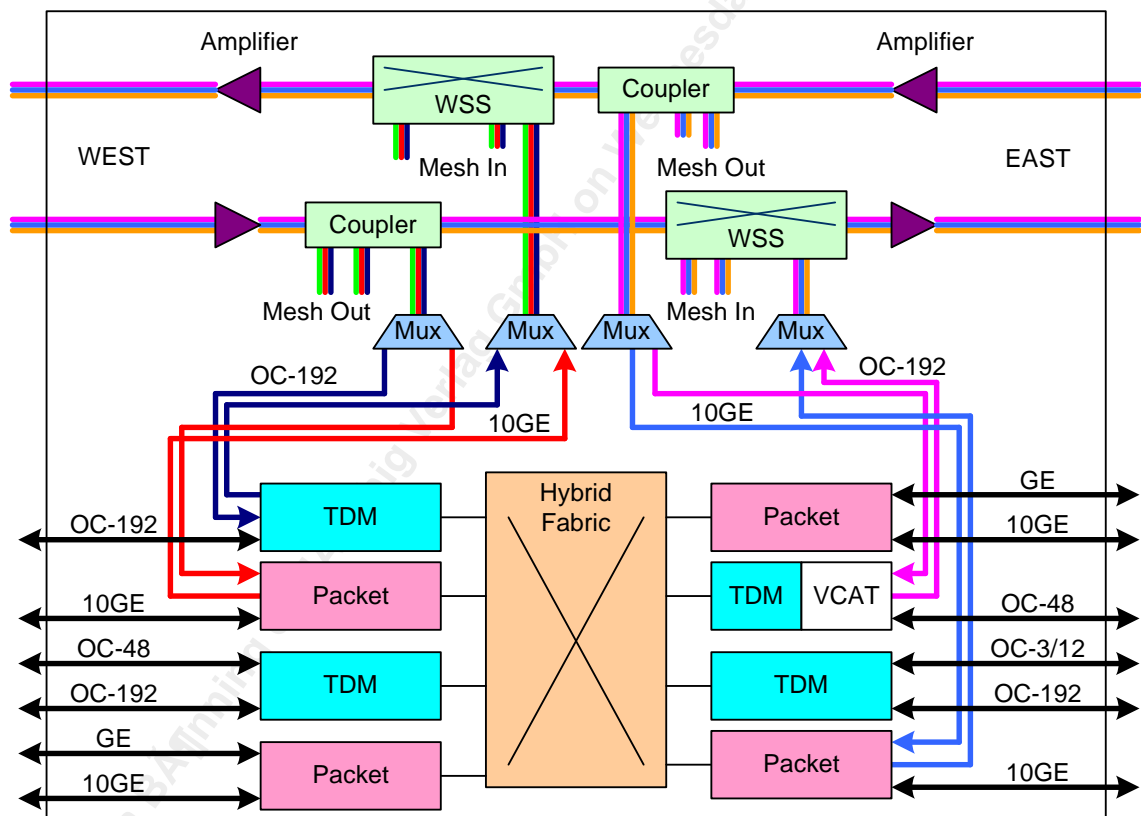 Amplifier
Amplifier
WSS
Coupler
Mesh In
Mesh Out
WEST
EAST
Coupler
WSS
Mesh Out
Mesh In
Mux
Mux
Mux
Mux
OC-192
OC-192
10GE
10GE
Hybrid
Fabric
TDM
Packet
GE
OC-192
10GE
Packet
TDM
VCAT
10GE
OC-48
OC-48
OC-3/12
TDM
TDM
OC-192
OC-192
GE
Packet
Packet
10GE
10GE